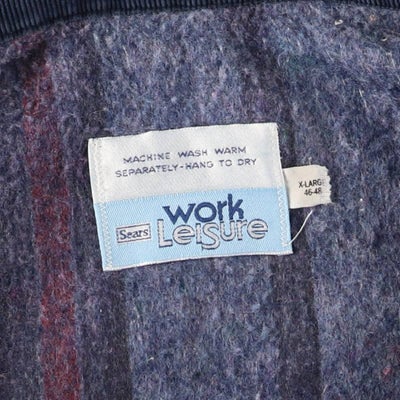 MACHINE WASH WARM
SEPARATELY-HANG TO DRY
work
Sears Leisure
X-LARGE
46-48